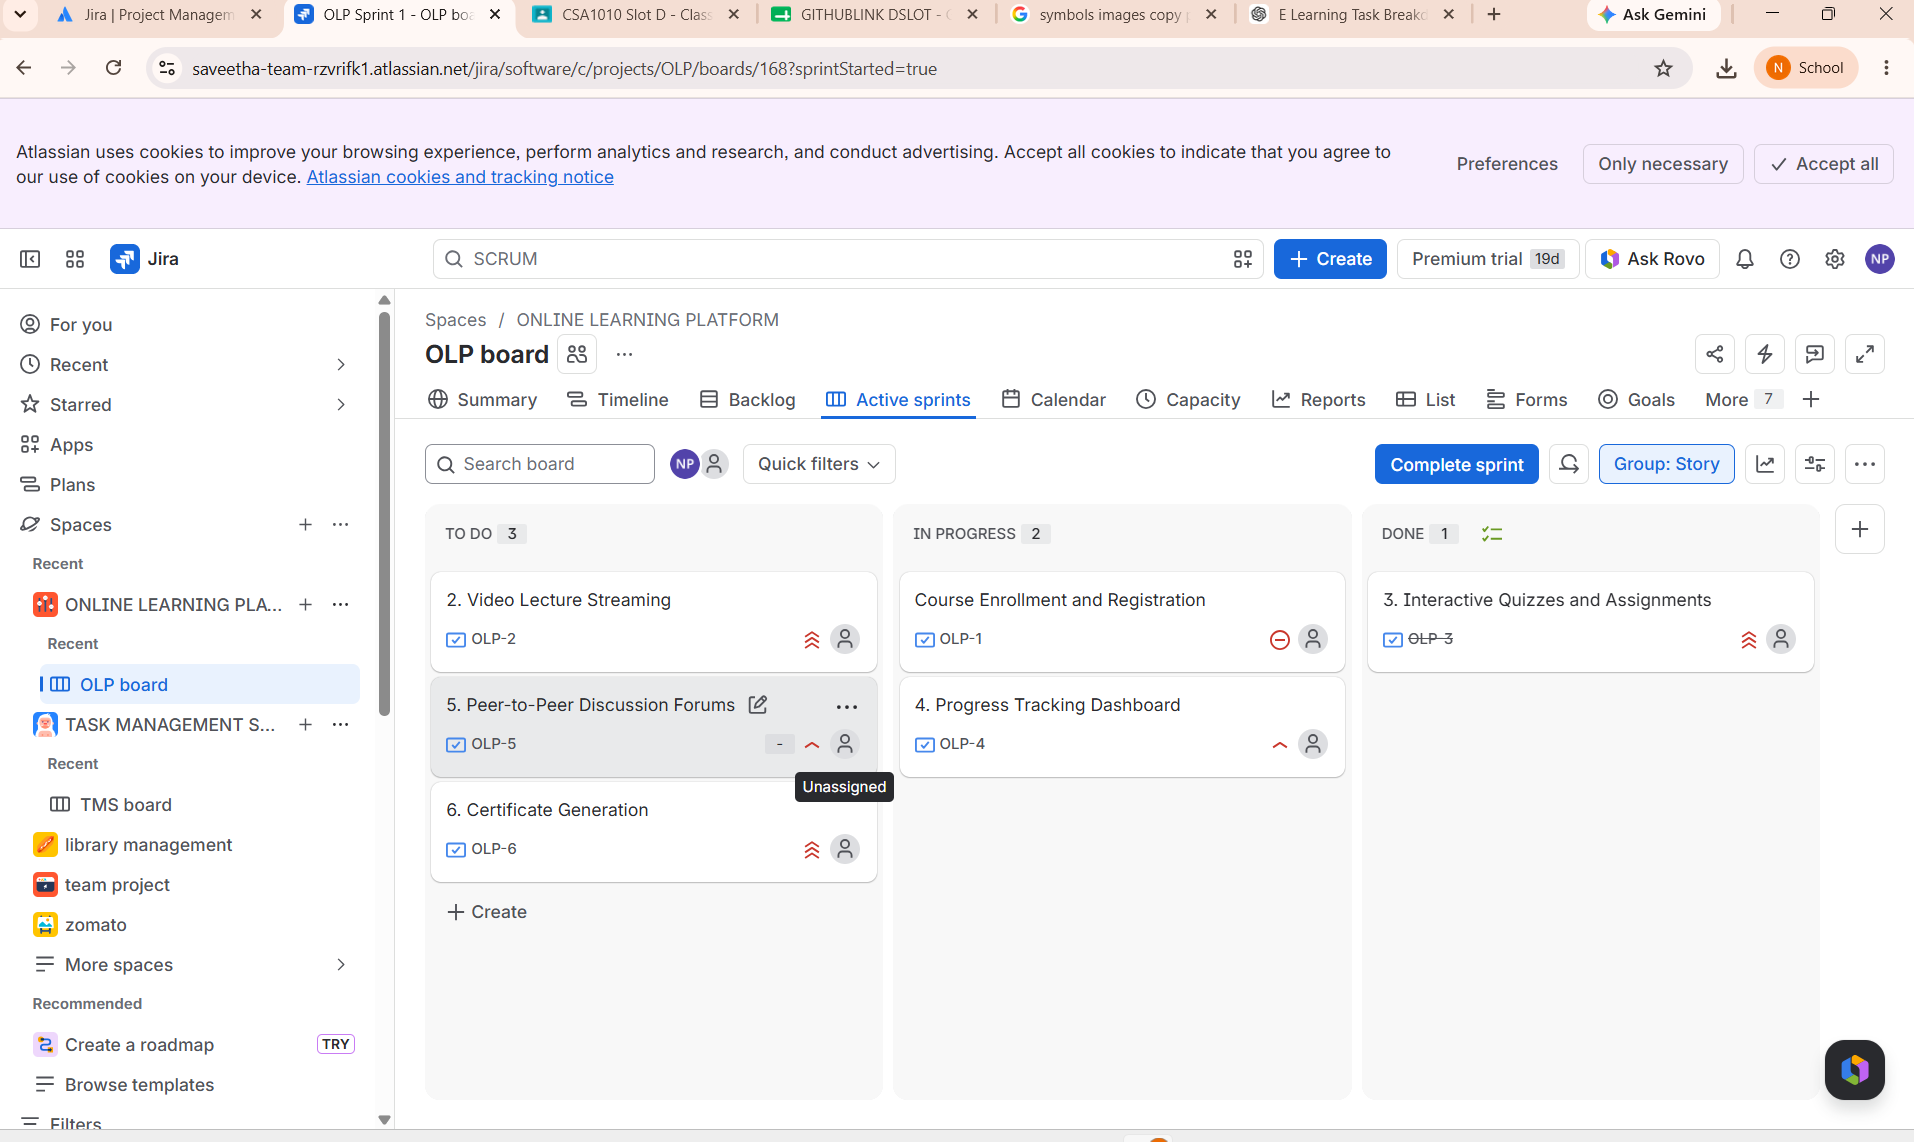 Jira | Project Managem
OLP Sprint 1 - OLP boa
CSA1010 Slot D - Class
GITHUBLINK DSLOT -
symbols images copy
E Learning Task Breakd
Ask Gemini
saveetha-team-rzvrifk1.atlassian.net/jira/software/c/projects/OLP/boards/168?sprintStarted=true
N School
Atlassian uses cookies to improve your browsing experience, perform analytics and research, and conduct advertising. Accept all cookies to indicate that you agree to
our use of cookies on your device. Atlassian cookies and tracking notice
Preferences
Only necessary
Accept all
Jira
SCRUM
Create
Premium trial 19d
Ask Rovo
NP
For you
Recent
Starred
Apps
Plans
Spaces
Recent
ONLINE LEARNING PLA...
Recent
OLP board
TASK MANAGEMENT S...
Recent
TMS board
library management
team project
zomato
More spaces
Recommended
Create a roadmap TRY
Browse templates
Filters
Spaces / ONLINE LEARNING PLATFORM
OLP board
Summary
Timeline
Backlog
Active sprints
Calendar
Capacity
Reports
List
Forms
Goals
More 7
Search board
NP
Quick filters
Complete sprint
Group: Story
TO DO 3
2. Video Lecture Streaming
OLP-2
5. Peer-to-Peer Discussion Forums
OLP-5 -
Unassigned
6. Certificate Generation
OLP-6
Create
IN PROGRESS 2
Course Enrollment and Registration
OLP-1
4. Progress Tracking Dashboard
OLP-4
DONE 1
3. Interactive Quizzes and Assignments
OLP-3